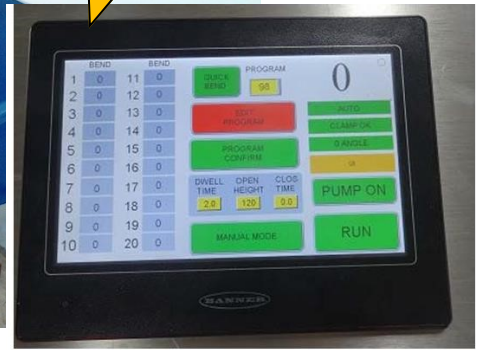 BEND BEND
1 0 11 0
2 0 12 0
3 0 13 0
4 0 14 0
5 0 15 0
6 0 16 0
7 0 17 0
8 0 18 0
9 0 19 0
10 0 20 0
QUICK
BEND
PROGRAM
98
0
EDIT
PROGRAM
PROGRAM
CONFIRM
AUTO
CLAMP OK
0 ANGLE
DWELL
TIME
2.0
OPEN
HEIGHT
120
CLOS
TIME
0.0
PUMP ON
MANUAL MODE
RUN
BANNER